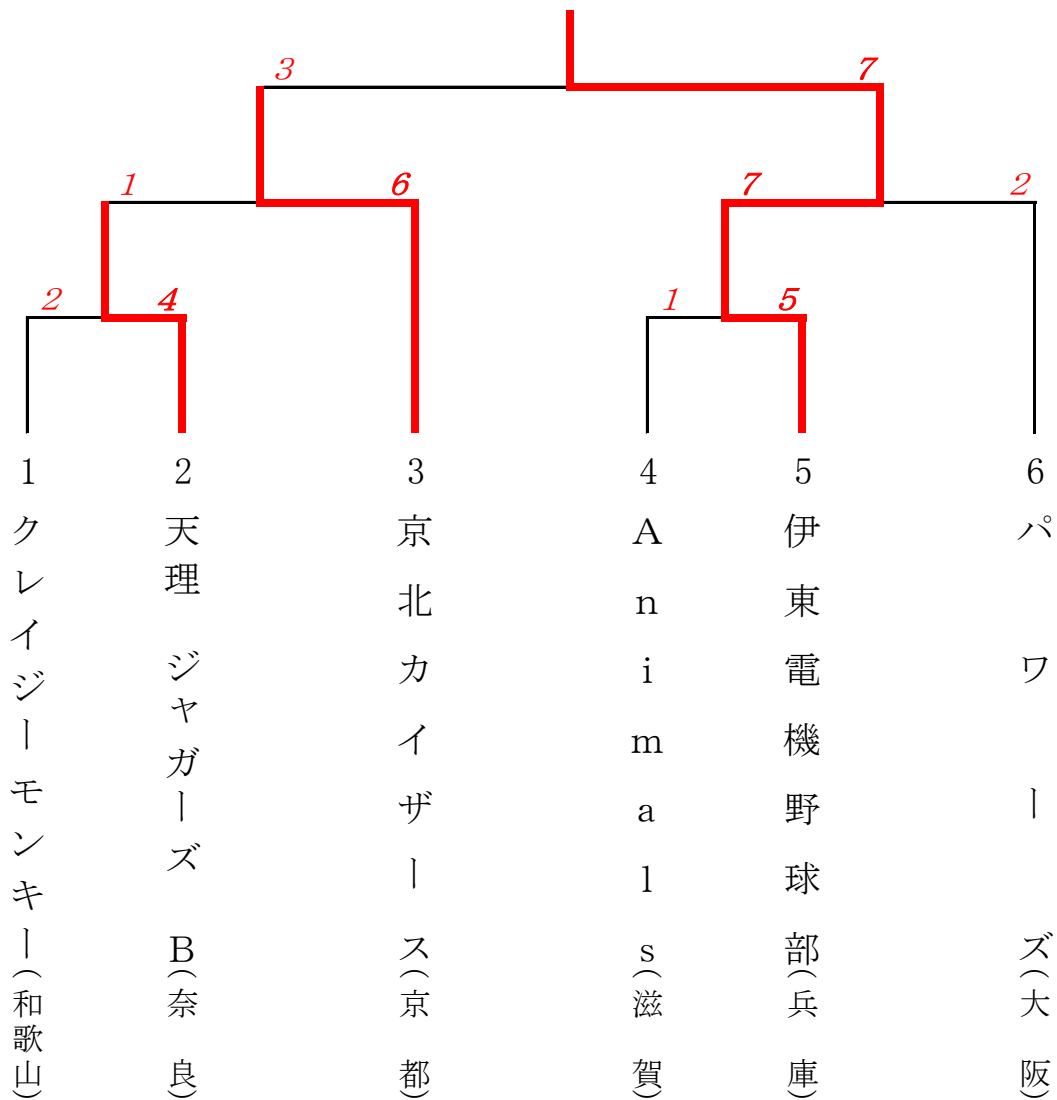 3 7
1 6 7 2
2 4 1 5
1 2 3 4 5 6
クレイジーモンキー(和歌山)
天理 ジャガーズ B(奈良)
京北カイザース(京都)
Animals(滋賀)
伊東電機野球部(兵庫)
パワーズ(大阪)